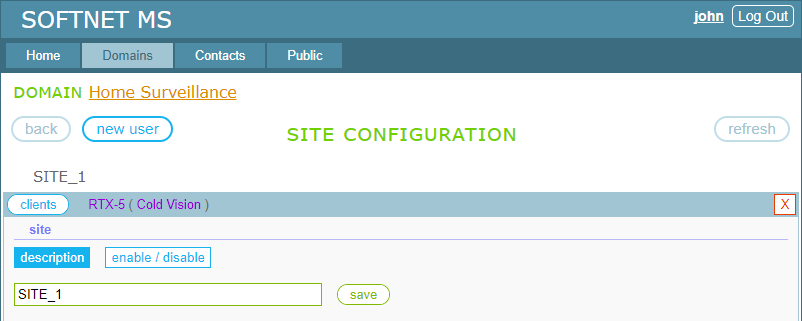 SOFTNET MS
john Log Out
Home Domains Contacts Public
DOMAIN Home Surveillance
back new user SITE CONFIGURATION refresh
SITE_1
clients RTX-5 ( Cold Vision ) X
site
description enable / disable
SITE_1 save